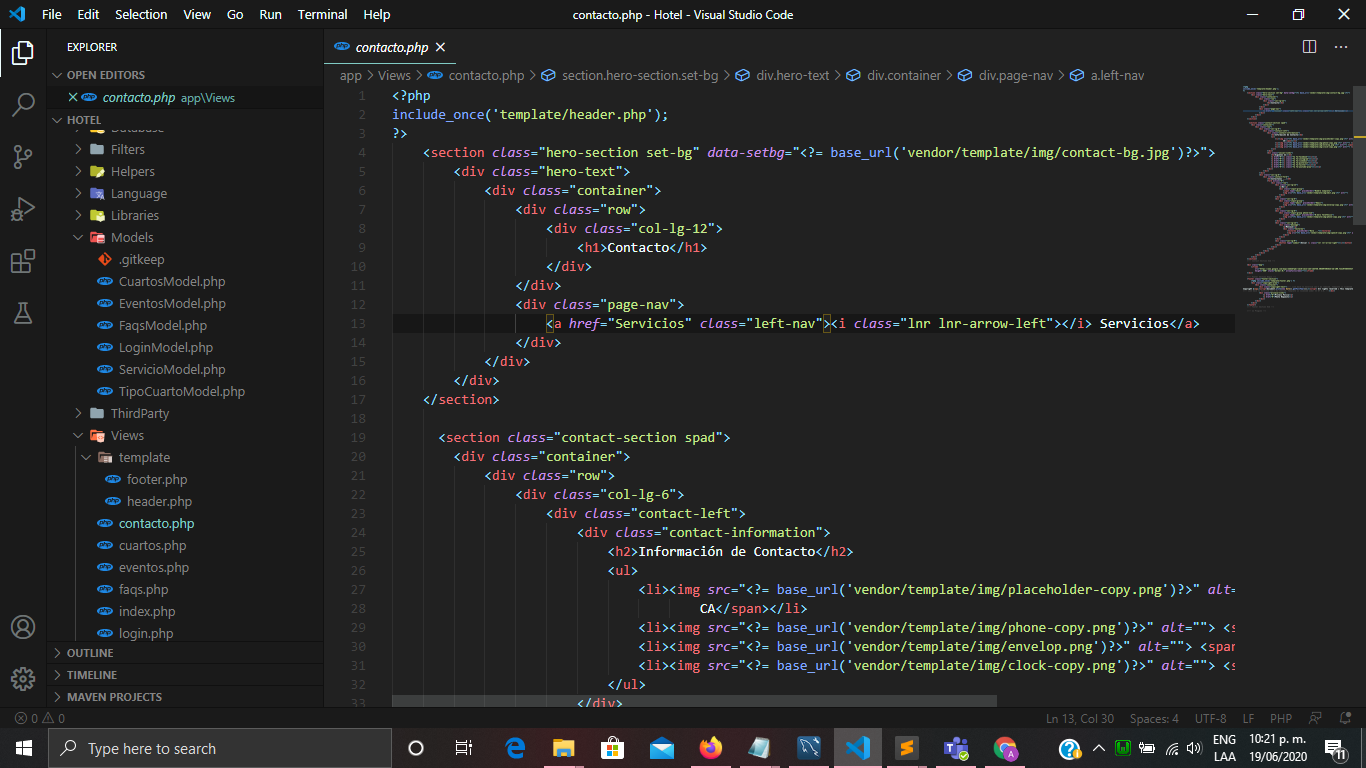 File Edit Selection View Go Run Terminal Help contacto.php - Hotel - Visual Studio Code
EXPLORER
OPEN EDITORS
contacto.php app\Views
HOTEL
Database
Filters
Helpers
Language
Libraries
Models
.gitkeep
CuartosModel.php
EventosModel.php
FaqsModel.php
LoginModel.php
ServicioModel.php
TipoCuartoModel.php
ThirdParty
Views
template
footer.php
header.php
contacto.php
cuartos.php
eventos.php
faqs.php
index.php
login.php
OUTLINE
TIMELINE
MAVEN PROJECTS
contacto.php
app > Views > contacto.php > section.hero-section.set-bg > div.hero-text > div.container > div.page-nav > a.left-nav
1 <?php
2 include_once('template/header.php');
3 ?>
4 <section class="hero-section set-bg" data-setbg="<?= base_url('vendor/template/img/contact-bg.jpg')?>">
5 <div class="hero-text">
6 <div class="container">
7 <div class="row">
8 <div class="col-lg-12">
9 <h1>Contacto</h1>
10 </div>
11 </div>
12 <div class="page-nav">
13 <a href="Servicios" class="left-nav"><i class="lnr lnr-arrow-left"></i> Servicios</a>
14 </div>
15 </div>
16 </div>
17 </section>
18
19 <section class="contact-section spad">
20 <div class="container">
21 <div class="row">
22 <div class="col-lg-6">
23 <div class="contact-left">
24 <div class="contact-information">
25 <h2>Información de Contacto</h2>
26 <ul>
27 <li><img src="<?= base_url('vendor/template/img/placeholder-copy.png')?>" alt=
28 CA</span></li>
29 <li><img src="<?= base_url('vendor/template/img/phone-copy.png')?>" alt=""> <s
30 <li><img src="<?= base_url('vendor/template/img/envelop.png')?>" alt=""> <span
31 <li><img src="<?= base_url('vendor/template/img/clock-copy.png')?>" alt=""> <s
32 </ul>
33 </div>
0 0 Ln 13, Col 30 Spaces: 4 UTF-8 LF PHP
Type here to search
ENG 10:21 p. m.
LAA 19/06/2020
11